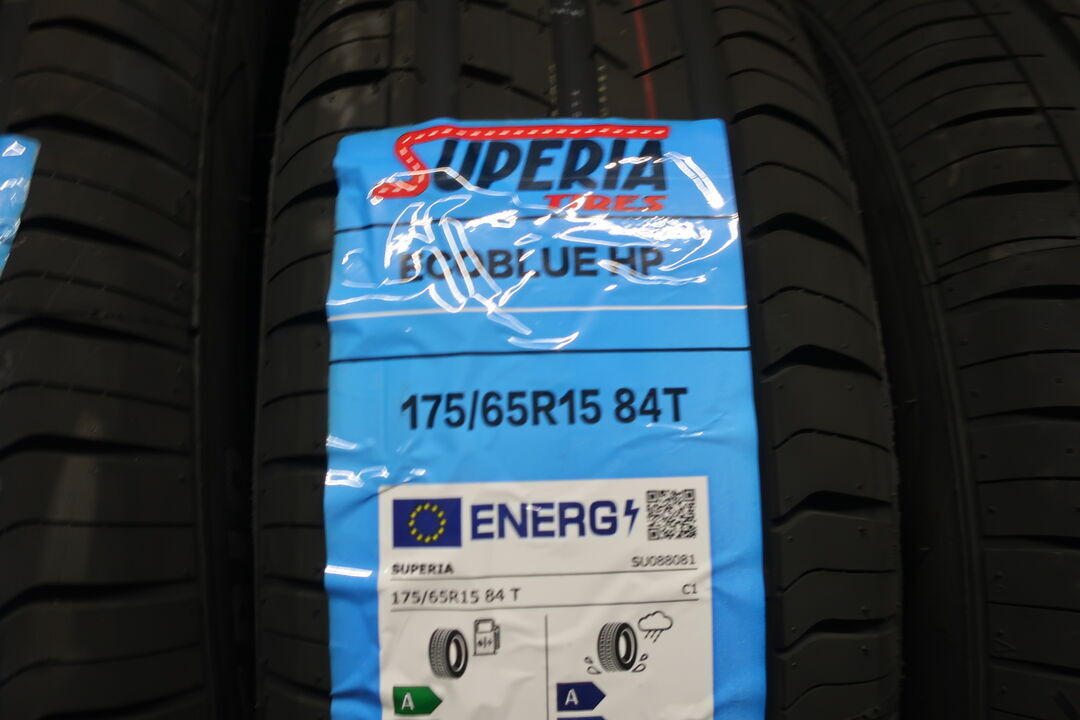 SUPERIA
TIRES
ECOBLUE HP
175/65R15 84T
ENERG
SUPERIA SU088081
175/65R15 84 T C1
A A